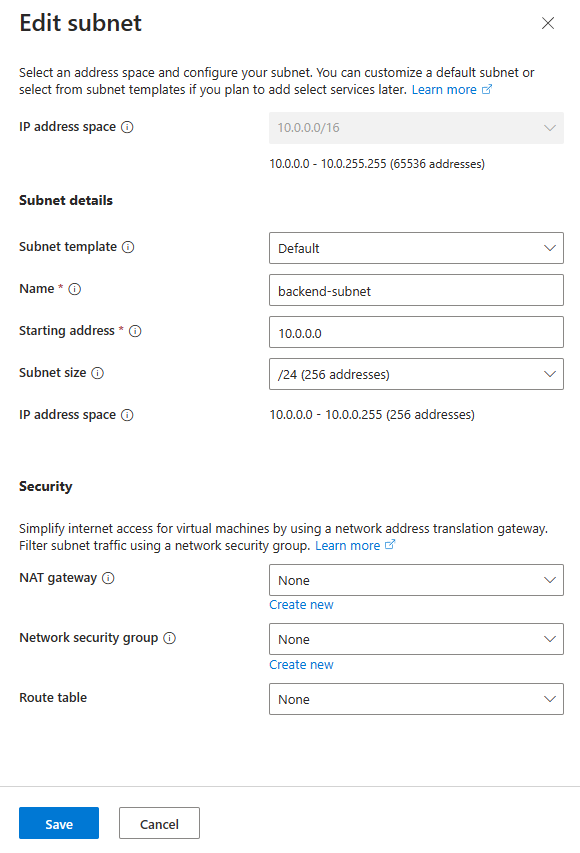 Edit subnet
Select an address space and configure your subnet. You can customize a default subnet or
select from subnet templates if you plan to add select services later. Learn more
IP address space
10.0.0.0/16
10.0.0.0 - 10.0.255.255 (65536 addresses)
Subnet details
Subnet template
Default
Name *
backend-subnet
Starting address *
10.0.0.0
Subnet size
/24 (256 addresses)
IP address space
10.0.0.0 - 10.0.0.255 (256 addresses)
Security
Simplify internet access for virtual machines by using a network address translation gateway.
Filter subnet traffic using a network security group. Learn more
NAT gateway
None
Create new
Network security group
None
Create new
Route table
None
Save
Cancel